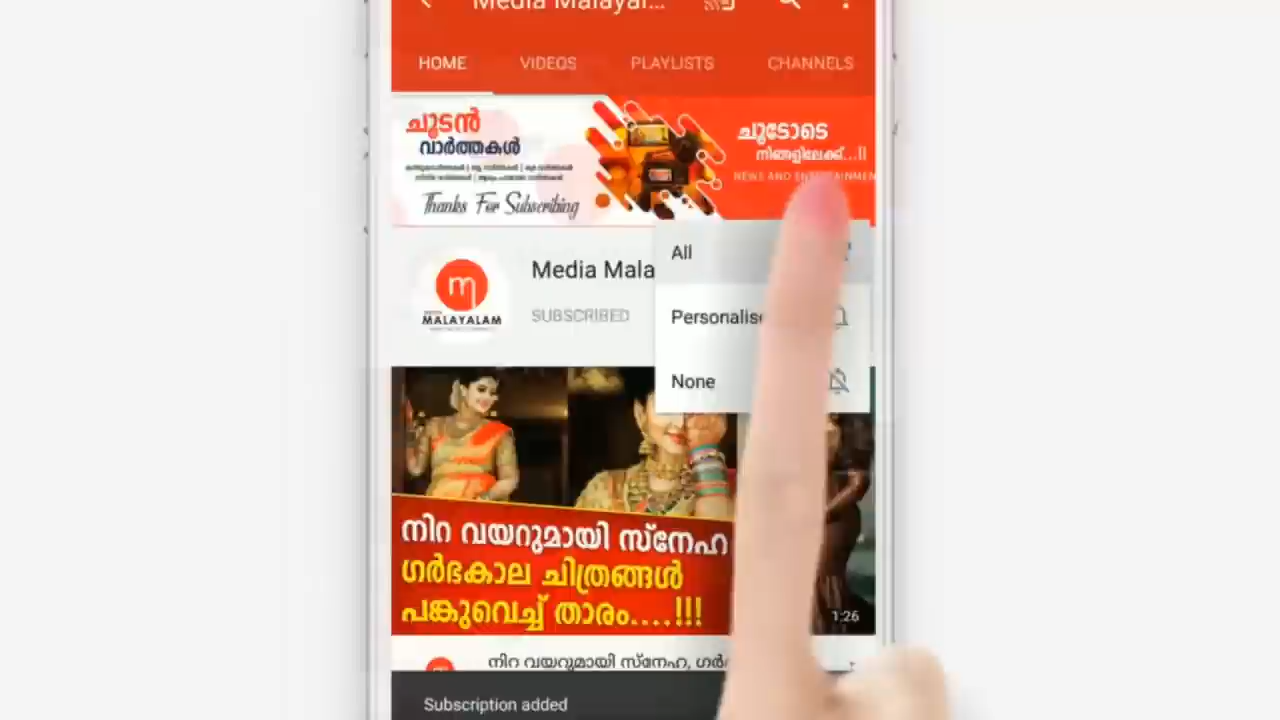 Media Malayal...
HOME VIDEOS PLAYLISTS CHANNELS
ചൂടൻ
വാർത്തകൾ
Thanks For Subscribing
ചൂടോടെ
നിങ്ങളിലേക്ക്...!!
NEWS AND
m
MALAYALAM
Media Mala
SUBSCRIBED
All
Personalise
None
നിറ വയറുമായി സ്നേഹ
ഗർഭകാല ചിത്രങ്ങൾ
പങ്കുവെച്ച് താരം....!!!
1:26
നിറ വയറുമായി സ്നേഹ, ഗർ
Subscription added